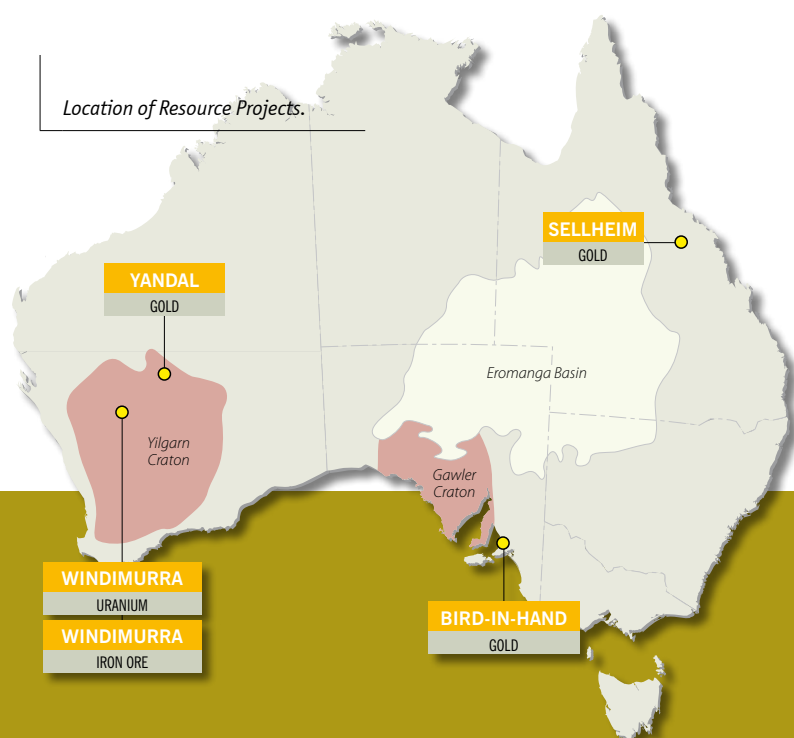 Location of Resource Projects.
SELLHEIM
GOLD
YANDAL
GOLD
Eromanga Basin
Yilgarn
Craton
Gawler
Craton
WINDIMURRA
URANIUM
WINDIMURRA
IRON ORE
BIRD-IN-HAND
GOLD